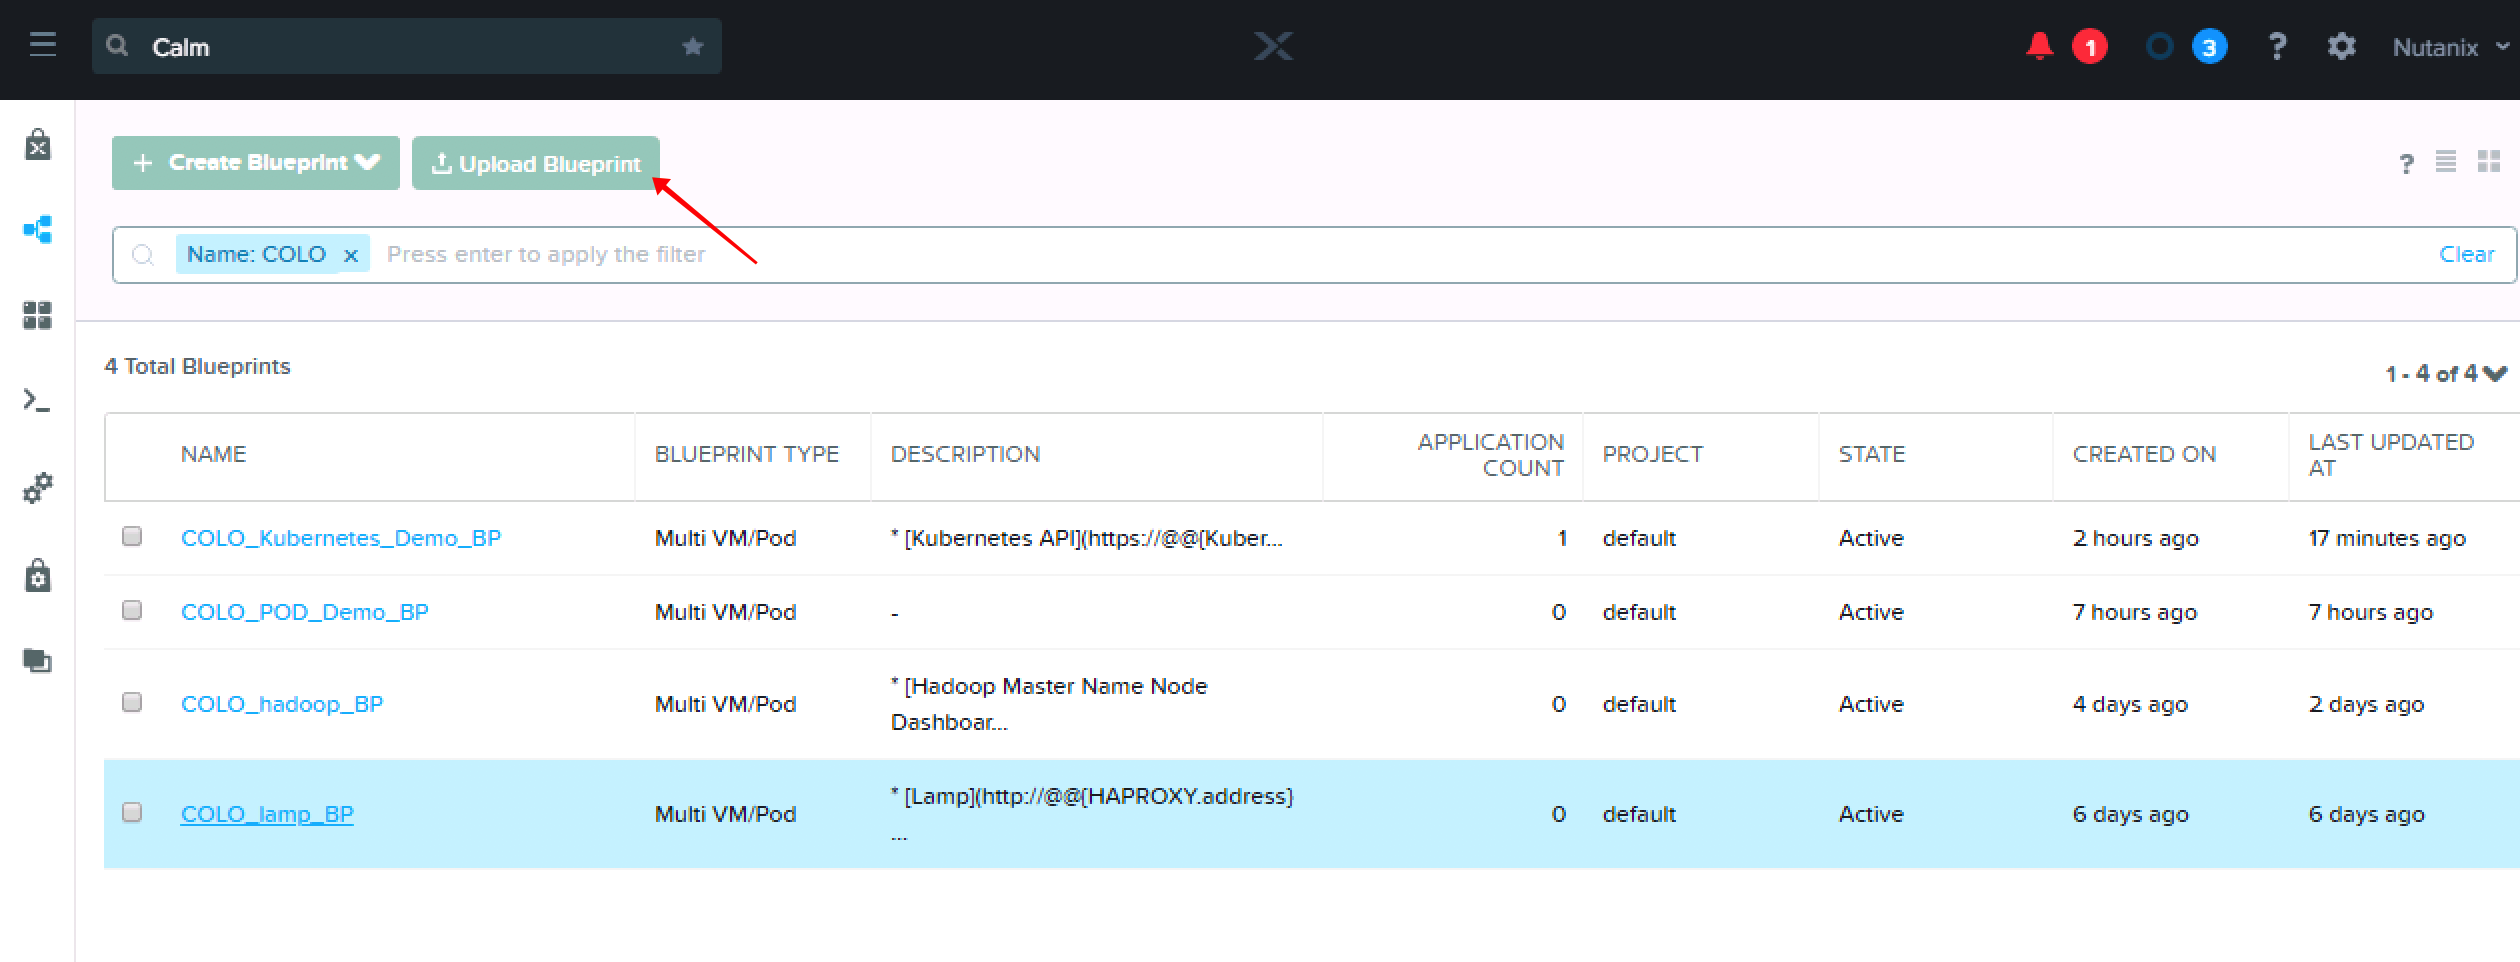 Calm
1
3
?
Nutanix
+ Create Blueprint
Upload Blueprint
?
Name: COLO ×
Press enter to apply the filter
Clear
4 Total Blueprints
1 - 4 of 4
NAME
BLUEPRINT TYPE
DESCRIPTION
APPLICATION
COUNT
PROJECT
STATE
CREATED ON
LAST UPDATED
AT
COLO_Kubernetes_Demo_BP
Multi VM/Pod
* [Kubernetes API](https://@@{Kuber...
1
default
Active
2 hours ago
17 minutes ago
COLO_POD_Demo_BP
Multi VM/Pod
-
0
default
Active
7 hours ago
7 hours ago
COLO_hadoop_BP
Multi VM/Pod
* [Hadoop Master Name Node
Dashboar...
0
default
Active
4 days ago
2 days ago
COLO_lamp_BP
Multi VM/Pod
* [Lamp](http://@@{HAPROXY.address}
...
0
default
Active
6 days ago
6 days ago